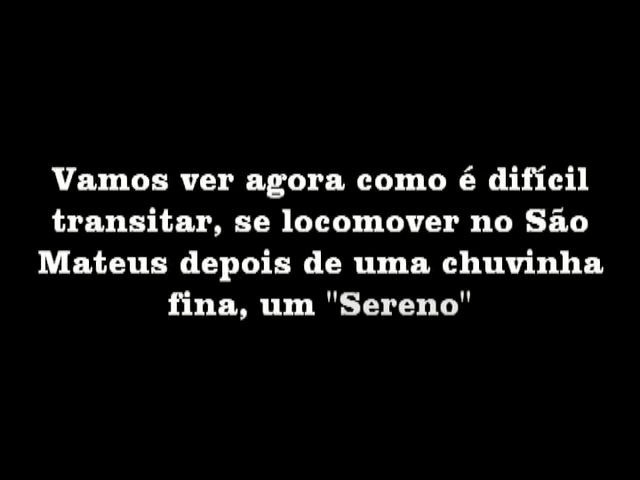 Vamos ver agora como é difícil
transitar, se locomover no São
Mateus depois de uma chuvinha
fina, um "Sereno"